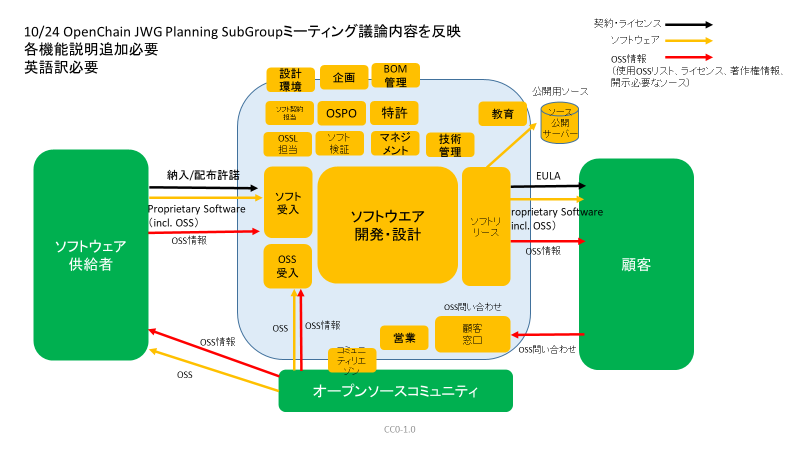 10/24 OpenChain JWG Planning SubGroupミーティング議論内容を反映
各機能説明追加必要
英語訳必要
契約・ライセンス
ソフトウェア
OSS情報
（使用OSSリスト、ライセンス、著作権情報、
開示必要なソース）
設計
環境
企画
BOM
管理
ソフト契約
担当
OSPO
特許
教育
公開用ソース
ソース
公開
サーバー
OSSL
担当
ソフト
検証
マネジ
メント
技術
管理
ソフトウェア
供給者
納入/配布許諾
Proprietary Software
（incl. OSS）
OSS情報
ソフト
受入
OSS
受入
ソフトウエア
開発・設計
ソフトリ
リース
EULA
roprietary Software
incl. OSS）
OSS情報
顧客
OSS
OSS情報
OSS問い合わせ
営業
顧客
窓口
OSS問い合わせ
OSS情報
OSS
コミュニ
ティリエ
ゾン
オープンソースコミュニティ
CC0-1.0